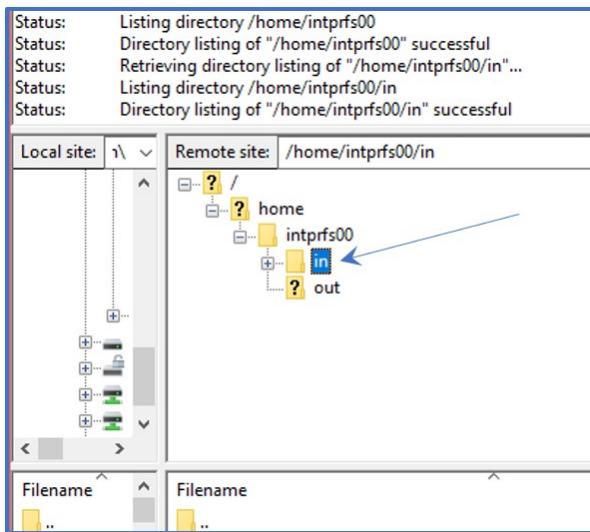 Status: Listing directory /home/intprfs00
Status: Directory listing of "/home/intprfs00" successful
Status: Retrieving directory listing of "/home/intprfs00/in"...
Status: Listing directory /home/intprfs00/in
Status: Directory listing of "/home/intprfs00/in" successful
Local site: \ Remote site: /home/intprfs00/in
? /
? home
intprfs00
in
? out
Filename Filename
.. ..